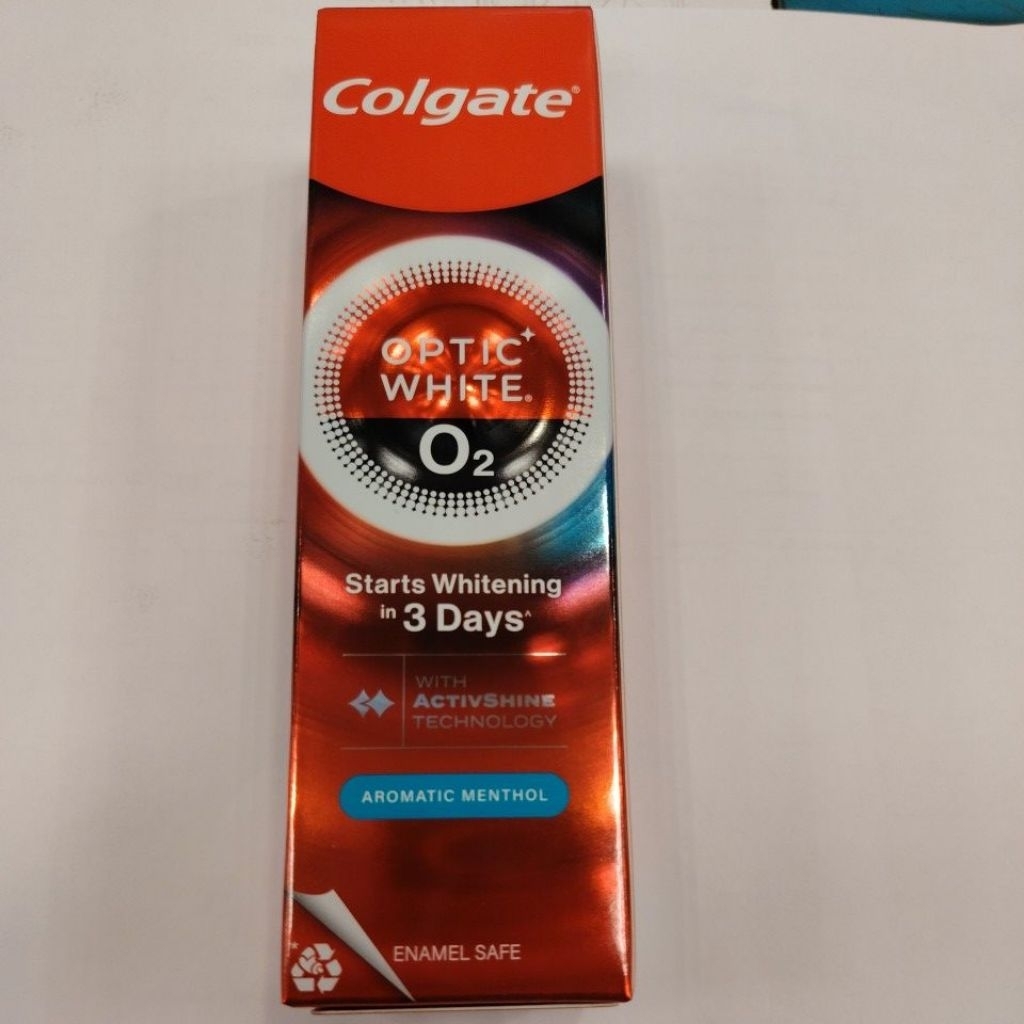 Colgate®
OPTIC
WHITE®
O₂
Starts Whitening
in 3 Days^
WITH
ACTIVSHINE
TECHNOLOGY
AROMATIC MENTHOL
*
ENAMEL SAFE